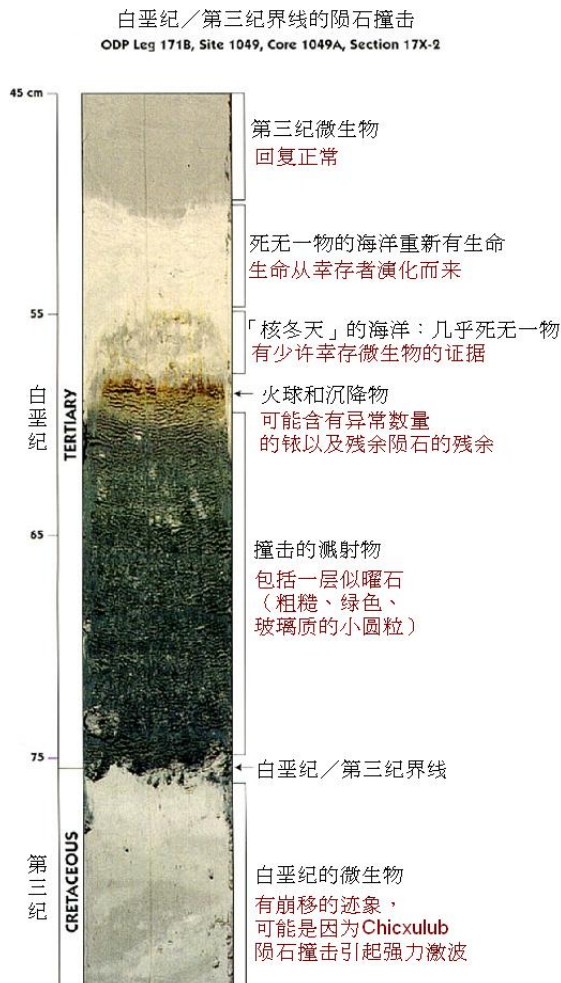 白垩纪／第三纪界线的陨石撞击
ODP Leg 171B, Site 1049, Core 1049A, Section 17X-2
45 cm
第三纪微生物
回复正常
死无一物的海洋重新有生命
生命从幸存者演化而来
55
「核冬天」的海洋：几乎死无一物
有少许幸存微生物的证据
白垩纪
TERTIARY
火球和沉降物
可能含有异常数量
的铱以及残余陨石的残余
65
撞击的溅射物
包括一层似曜石
（粗糙、绿色、
玻璃质的小圆粒）
75
白垩纪／第三纪界线
第三纪
CRETACEOUS
白垩纪的微生物
有崩移的迹象，
可能是因为Chicxulub
陨石撞击引起强力激波